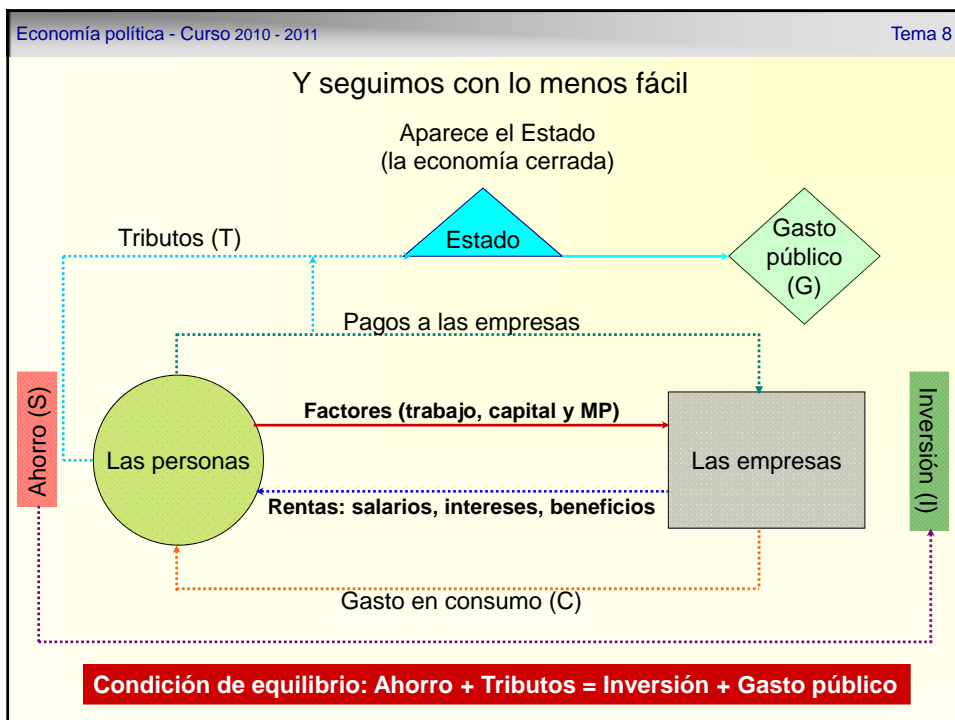 Economía política - Curso 2010 - 2011
Tema 8
Y seguimos con lo menos fácil
Aparece el Estado
(la economía cerrada)
Tributos (T)
Estado
Gasto
público
(G)
Pagos a las empresas
Ahorro (S)
Factores (trabajo, capital y MP)
Las personas
Las empresas
Inversión (I)
Rentas: salarios, intereses, beneficios
Gasto en consumo (C)
Condición de equilibrio: Ahorro + Tributos = Inversión + Gasto público